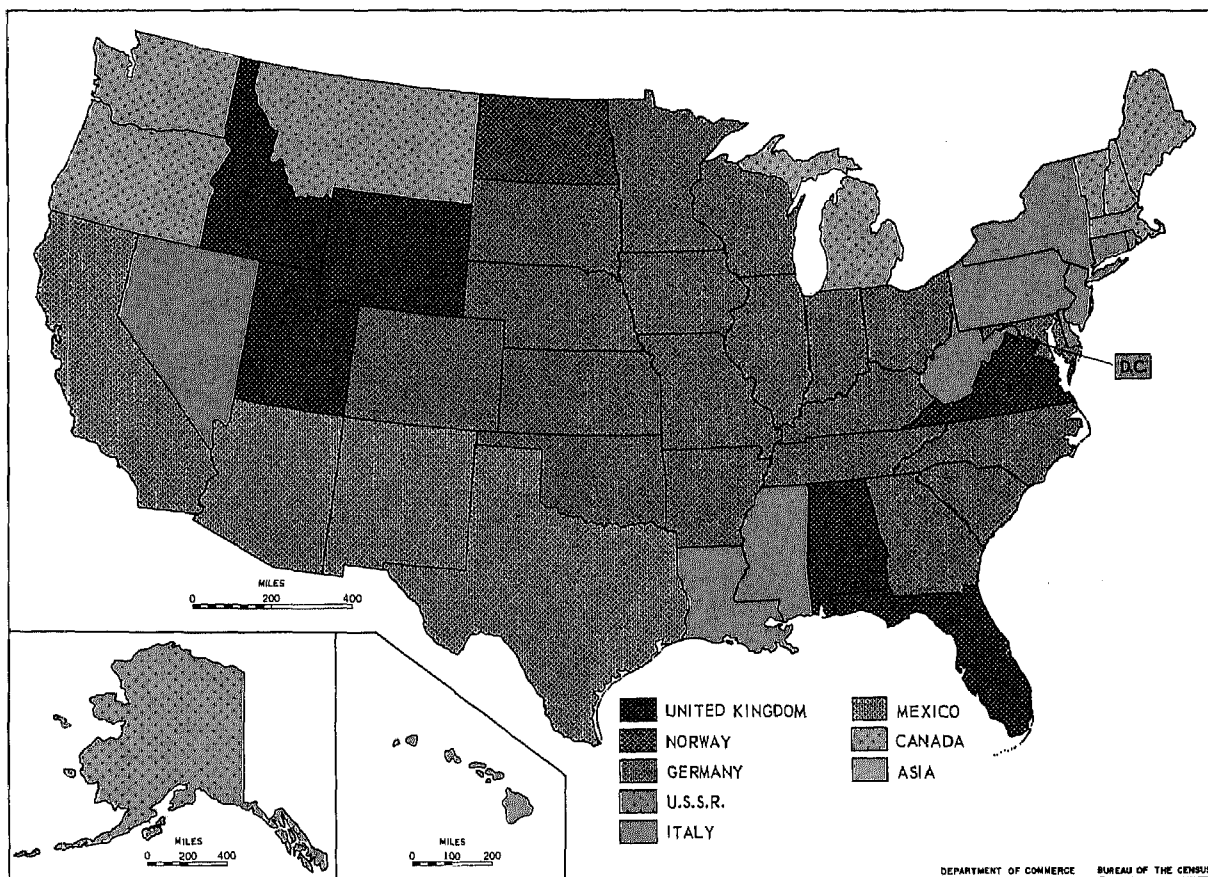 DC
MILES
0 200 400
MILES
0 200 400
MILES
0 100 200
UNITED KINGDOM
NORWAY
GERMANY
U.S.S.R.
ITALY
MEXICO
CANADA
ASIA
DEPARTMENT OF COMMERCE BUREAU OF THE CENSUS